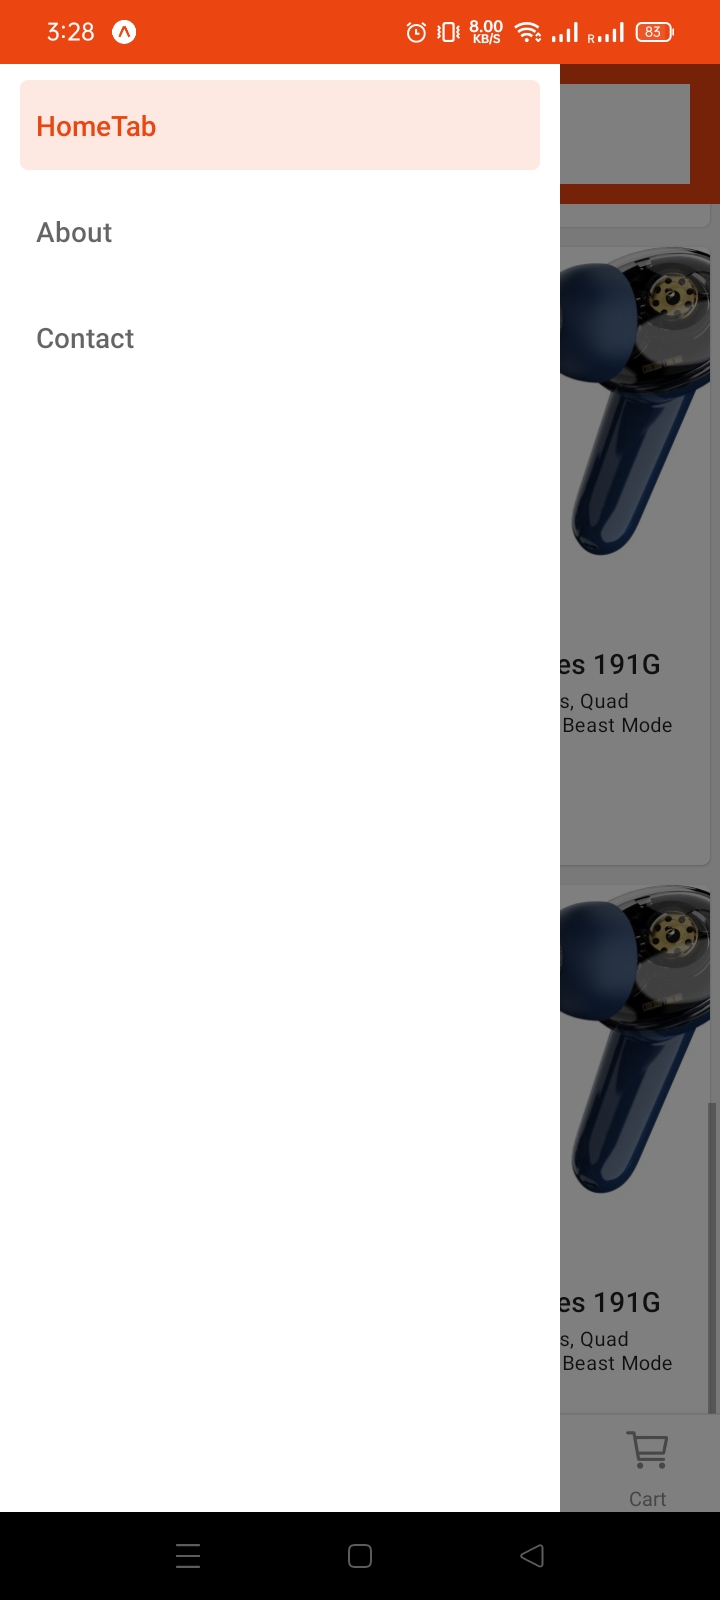 3:28
8.00
KB/S
R
83
HomeTab
About
Contact
es 191G
s, Quad
Beast Mode
es 191G
s, Quad
Beast Mode
Cart